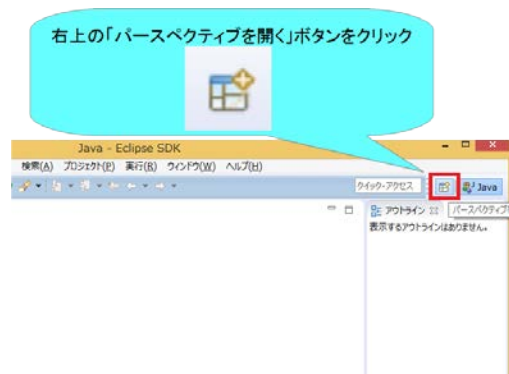 右上の「パースペクティブを開く」ボタンをクリック
Java - Eclipse SDK
検索(A) プロジェクト(P) 実行(R) ウィンドウ(W) ヘルプ(H)
クイック・アクセス
Java
アウトライン
パースペクティブ
表示するアウトラインはありません。